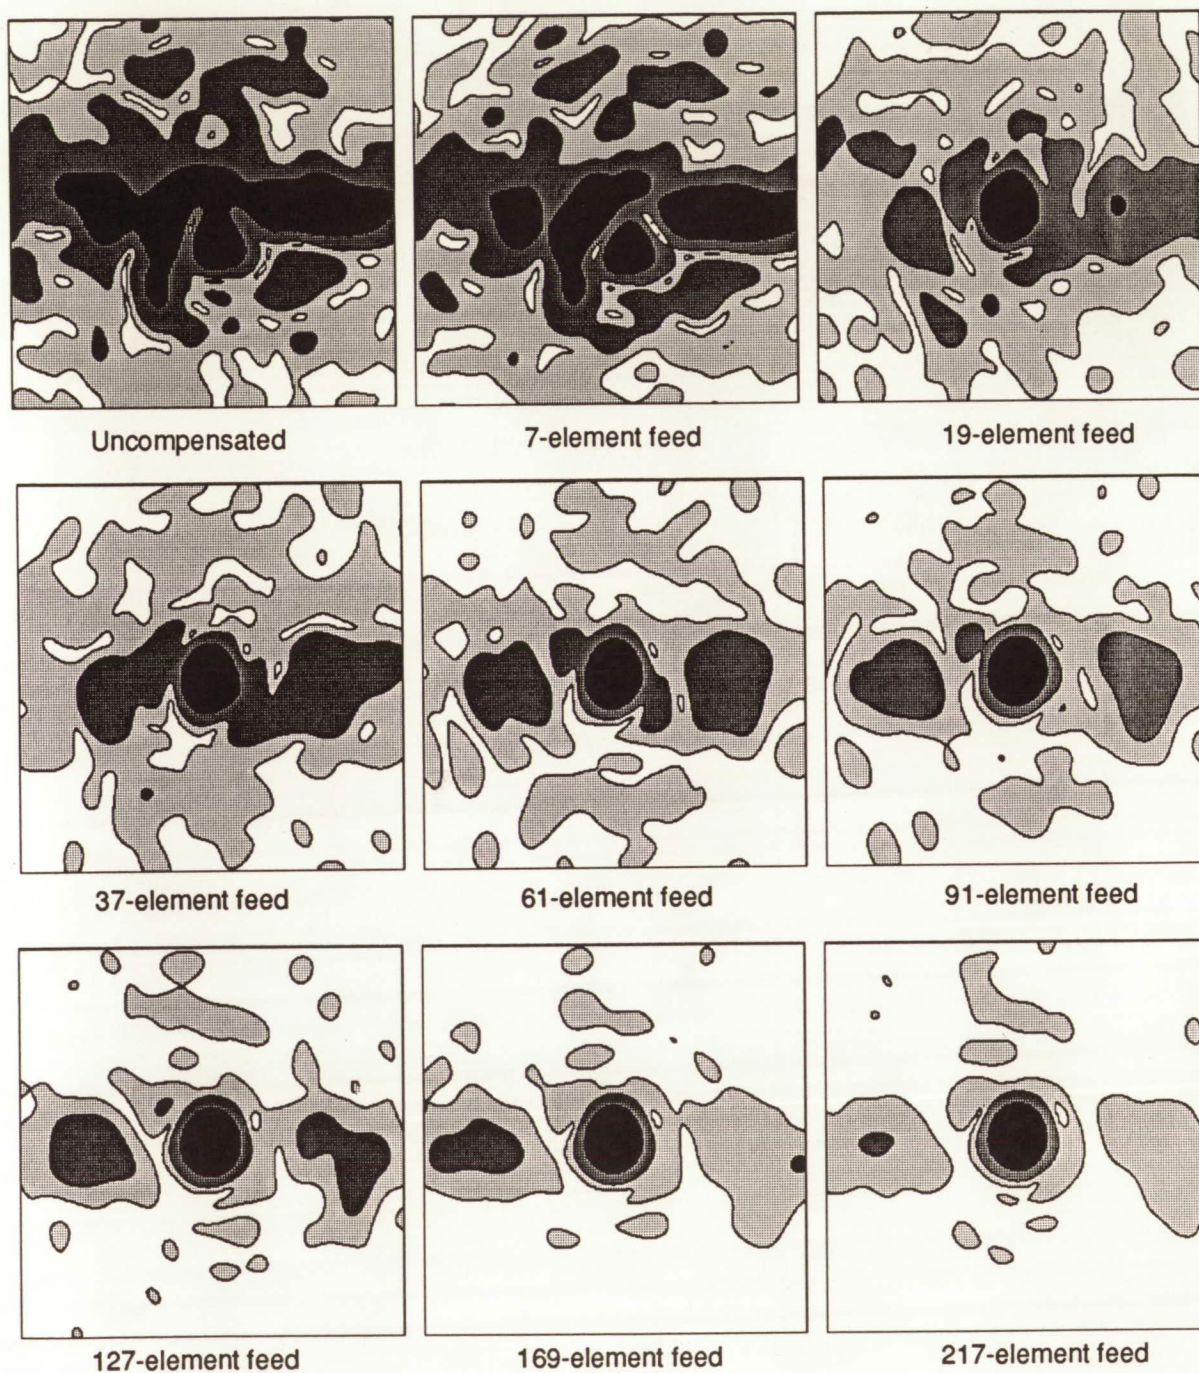 Uncompensated
7-element feed
19-element feed
37-element feed
61-element feed
91-element feed
127-element feed
169-element feed
217-element feed